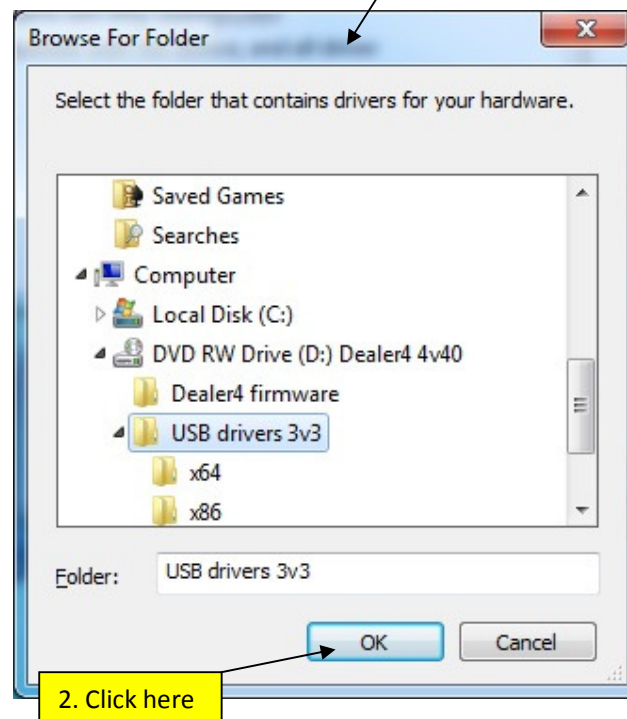 Browse For Folder
Select the folder that contains drivers for your hardware.
Saved Games
Searches
Computer
Local Disk (C:)
DVD RW Drive (D:) Dealer4 4v40
Dealer4 firmware
USB drivers 3v3
x64
x86
Folder: USB drivers 3v3
OK Cancel
2. Click here